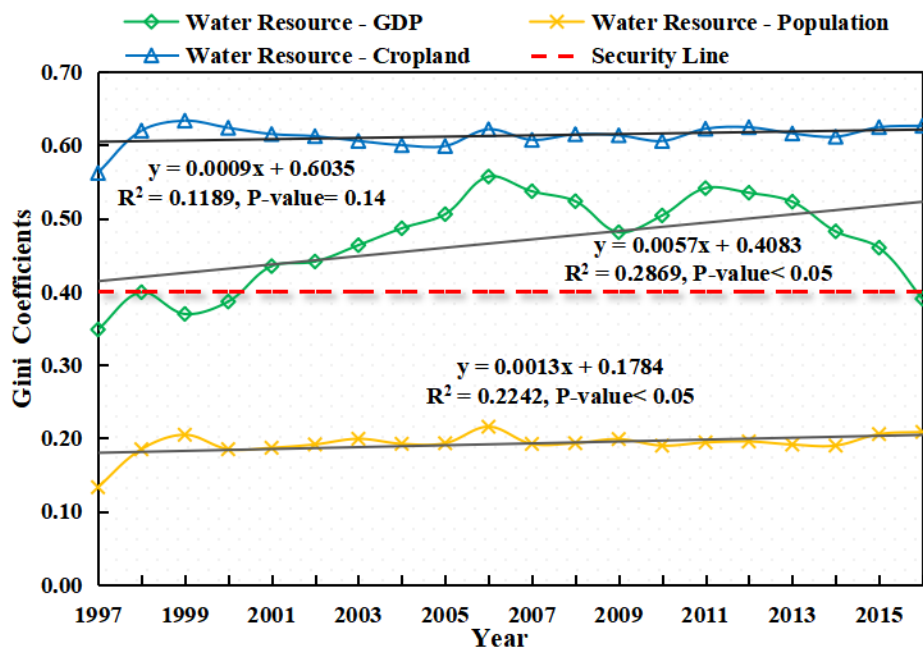 Water Resource - GDP
Water Resource - Population
Water Resource - Cropland
Security Line
0.70
0.60
0.50
0.40
0.30
0.20
0.10
0.00
Gini Coefficients
y = 0.0009x + 0.6035
R² = 0.1189, P-value= 0.14
y = 0.0057x + 0.4083
R² = 0.2869, P-value< 0.05
y = 0.0013x + 0.1784
R² = 0.2242, P-value< 0.05
1997 1999 2001 2003 2005 2007 2009 2011 2013 2015
Year